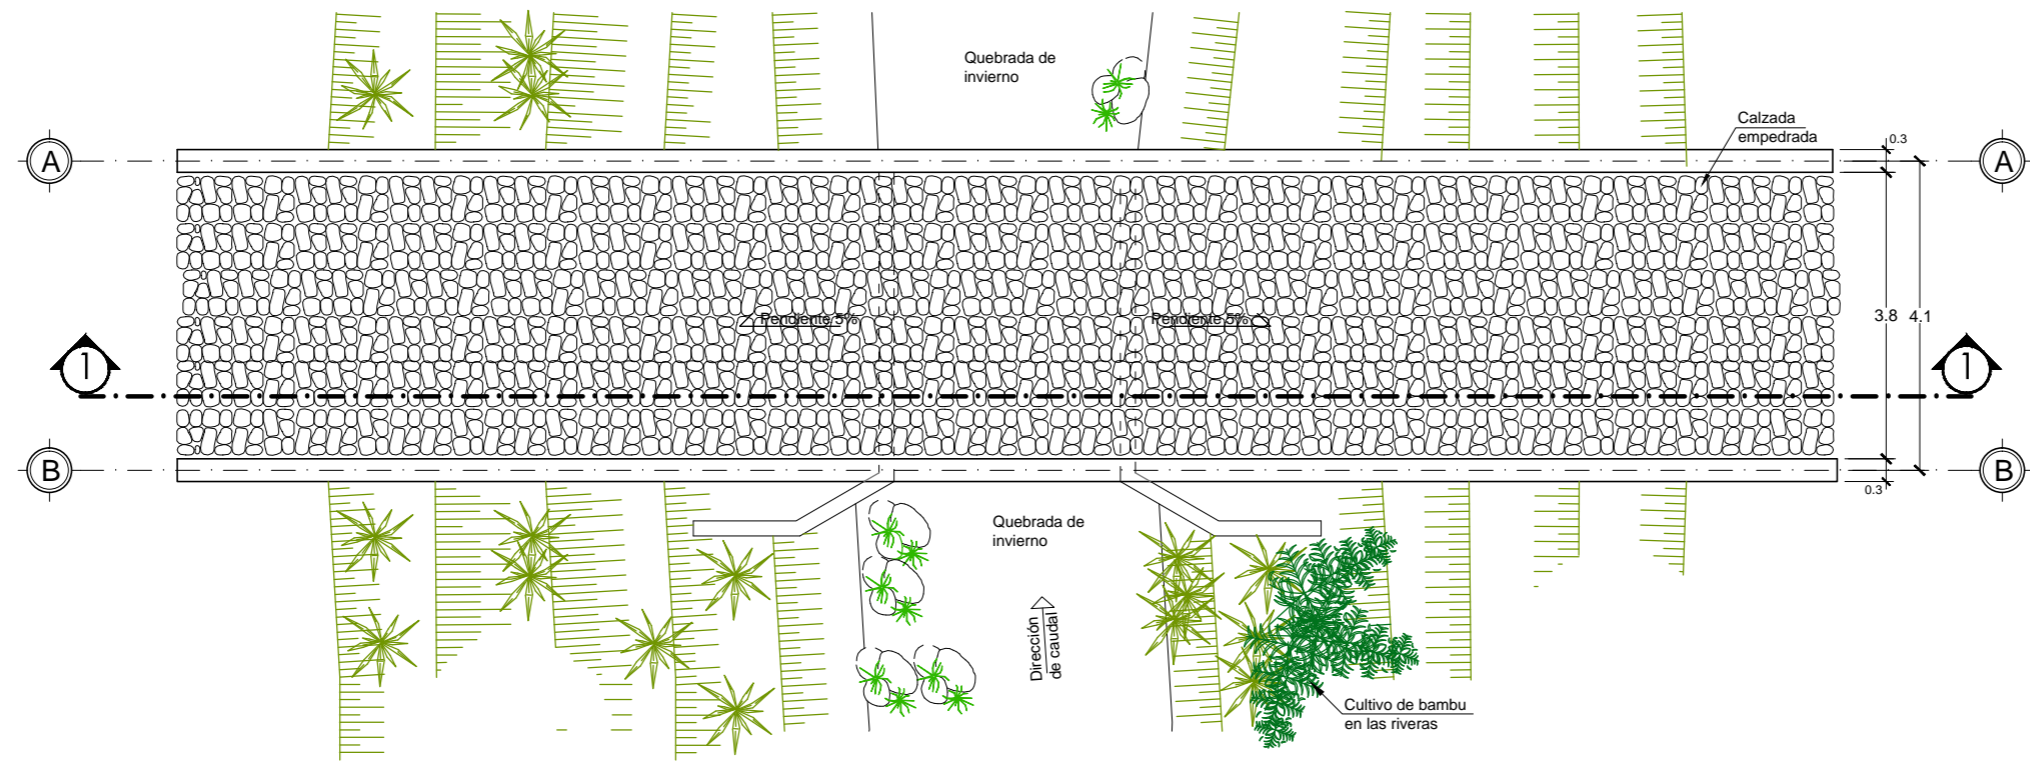 Quebrada de
invierno
Calzada
empedrada
0.3
A
A
Pendiente 5%
Pendiente 5%
3.8
4.1
1
1
B
B
0.3
Quebrada de
invierno
Dirección
de caudal
Cultivo de bambu
en las riveras